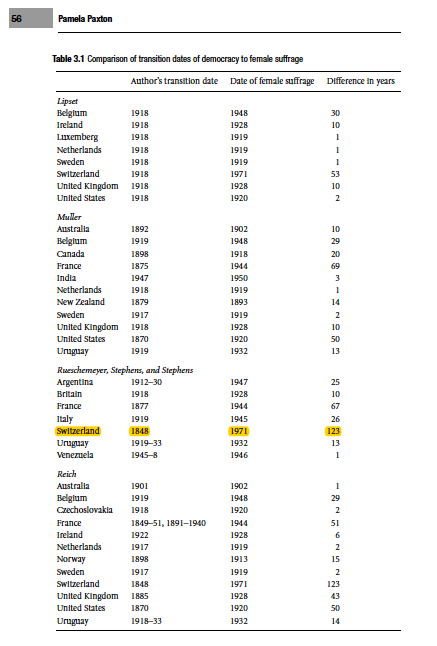 56 Pamela Paxton
Table 3.1 Comparison of transition dates of democracy to female suffrage
Author's transition date Date of female suffrage Difference in years
Lipset
Belgium 1918 1948 30
Ireland 1918 1928 10
Luxemberg 1918 1919 1
Netherlands 1918 1919 1
Sweden 1918 1919 1
Switzerland 1918 1971 53
United Kingdom 1918 1928 10
United States 1918 1920 2
Muller
Australia 1892 1902 10
Belgium 1919 1948 29
Canada 1898 1918 20
France 1875 1944 69
India 1947 1950 3
Netherlands 1918 1919 1
New Zealand 1879 1893 14
Sweden 1917 1919 2
United Kingdom 1918 1928 10
United States 1870 1920 50
Uruguay 1919 1932 13
Rueschemeyer, Stephens, and Stephens
Argentina 1912–30 1947 25
Britain 1918 1928 10
France 1877 1944 67
Italy 1919 1945 26
Switzerland 1848 1971 123
Uruguay 1919–33 1932 13
Venezuela 1945–8 1946 1
Reich
Australia 1901 1902 1
Belgium 1919 1948 29
Czechoslovakia 1918 1920 2
France 1849–51, 1891–1940 1944 51
Ireland 1922 1928 6
Netherlands 1917 1919 2
Norway 1898 1913 15
Sweden 1917 1919 2
Switzerland 1848 1971 123
United Kingdom 1885 1928 43
United States 1870 1920 50
Uruguay 1918–33 1932 14